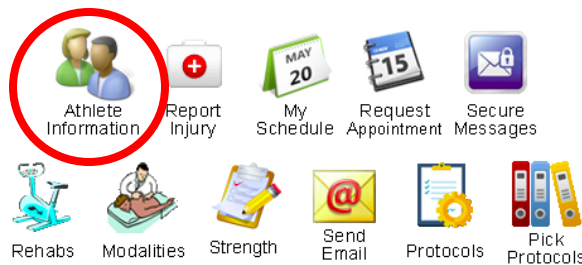 MAY
20
15
Athlete
Information
Report
Injury
My
Schedule
Request
Appointment
Secure
Messages
@
Rehabs
Modalities
Strength
Send
Email
Protocols
Pick
Protocols